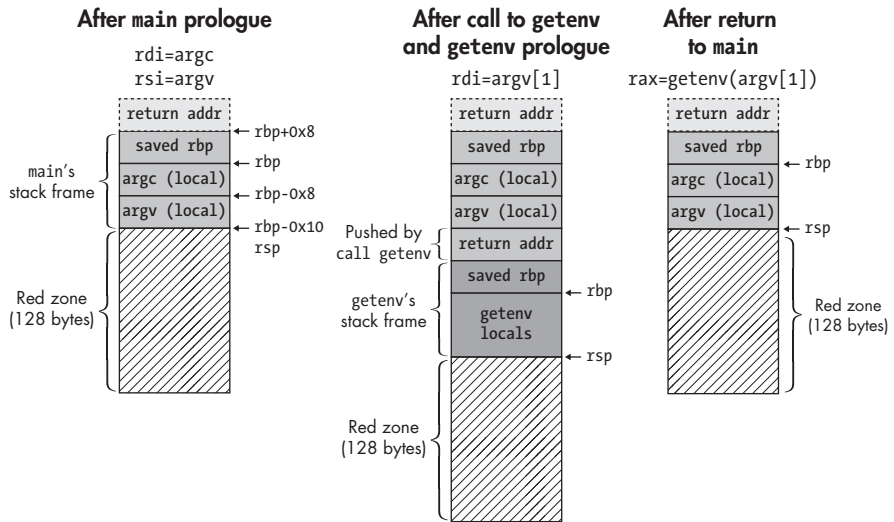 After main prologue
rdi=argc
rsi=argv
return addr
rbp+0x8
saved rbp
rbp
argc (local)
rbp-0x8
argv (local)
rbp-0x10
rsp
main's
stack frame
Red zone
(128 bytes)
After call to getenv
and getenv prologue
rdi=argv[1]
return addr
saved rbp
argc (local)
argv (local)
Pushed by
call getenv
return addr
saved rbp
rbp
getenv's
stack frame
getenv
locals
rsp
Red zone
(128 bytes)
After return
to main
rax=getenv(argv[1])
return addr
saved rbp
rbp
argc (local)
argv (local)
rsp
Red zone
(128 bytes)